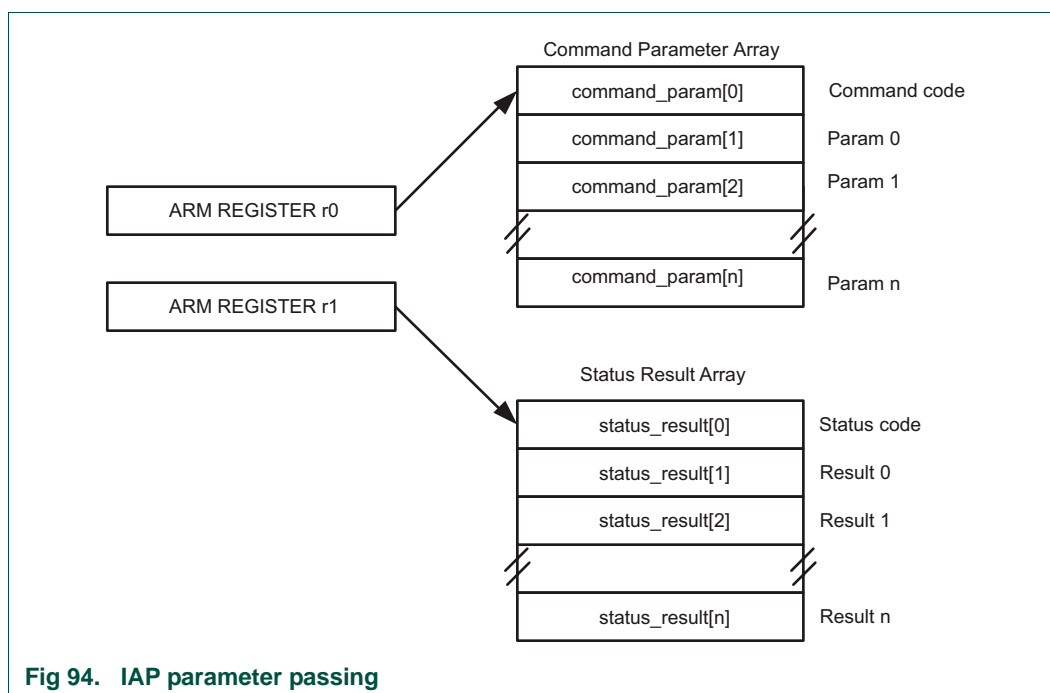 Command Parameter Array
command_param[0] Command code
command_param[1] Param 0
command_param[2] Param 1
ARM REGISTER r0
command_param[n] Param n
ARM REGISTER r1
Status Result Array
status_result[0] Status code
status_result[1] Result 0
status_result[2] Result 1
status_result[n] Result n
Fig 94. IAP parameter passing